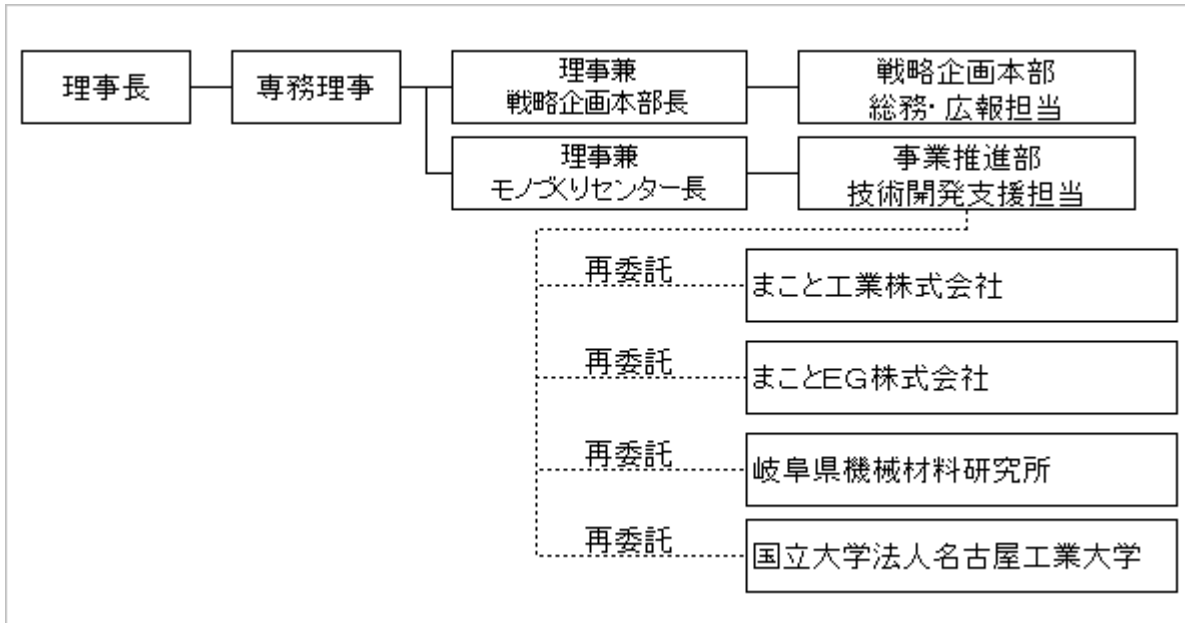 理事長
専務理事
理事兼
戦略企画本部長
戦略企画本部
総務・広報担当
理事兼
モノづくりセンター長
事業推進部
技術開発支援担当
再委託
まこと工業株式会社
再委託
まことEG株式会社
再委託
岐阜県機械材料研究所
再委託
国立大学法人名古屋工業大学